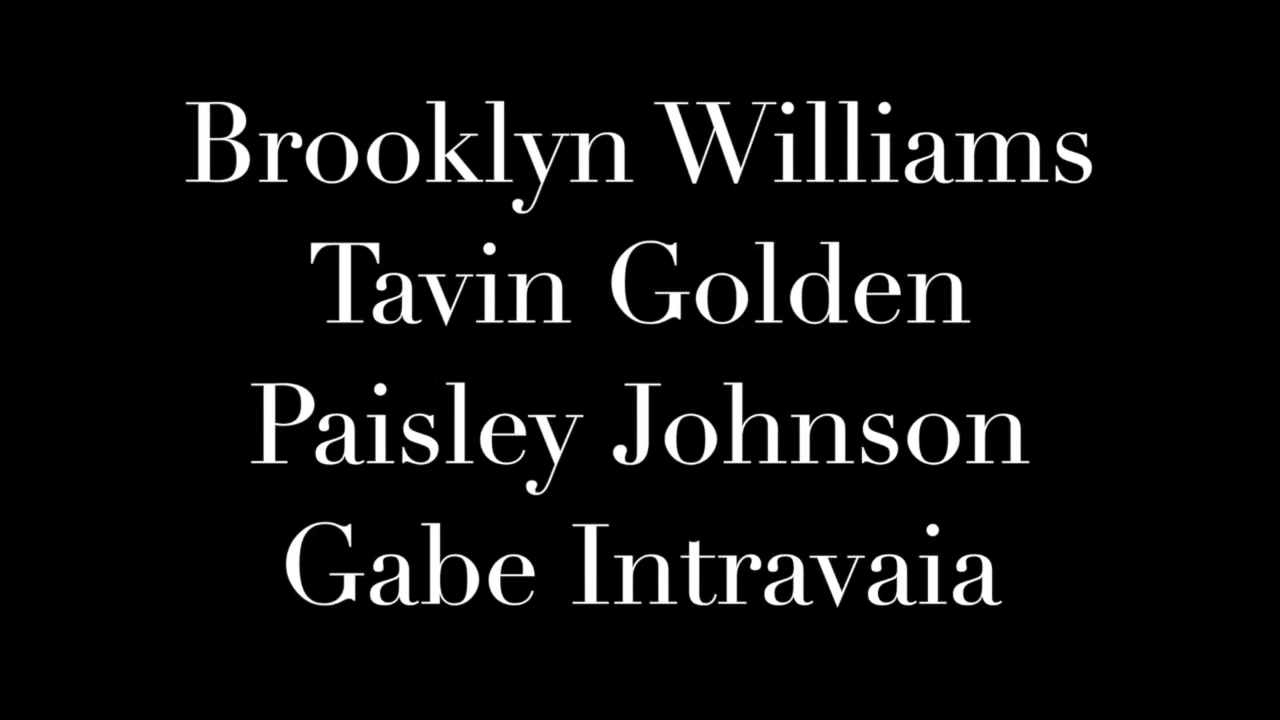 Brooklyn Williams
Tavin Golden
Paisley Johnson
Gabe Intravaia